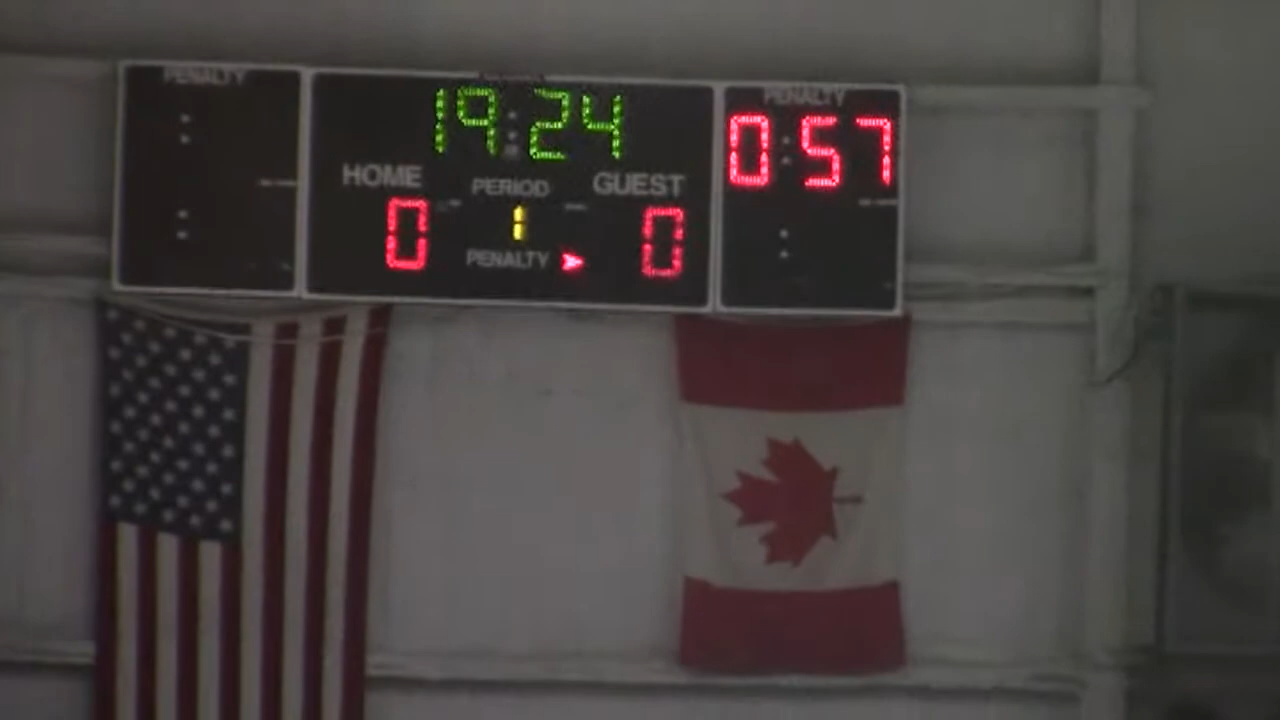 PENALTY
19:24
PENALTY
0:57
HOME
PERIOD
GUEST
0
1
0
PENALTY